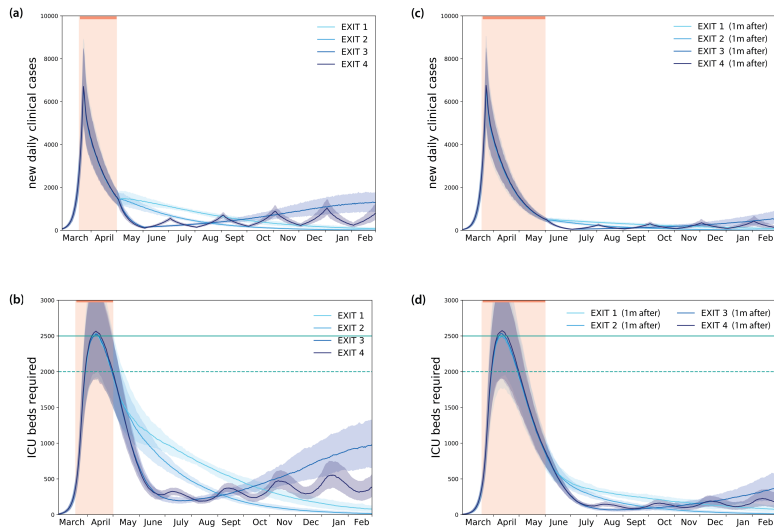 (a)
new daily clinical cases
10000
8000
6000
4000
2000
0
EXIT 1
EXIT 2
EXIT 3
EXIT 4
March April May June July Aug Sept Oct Nov Dec Jan Feb
(c)
new daily clinical cases
10000
8000
6000
4000
2000
0
EXIT 1 (1m after)
EXIT 2 (1m after)
EXIT 3 (1m after)
EXIT 4 (1m after)
March April May June July Aug Sept Oct Nov Dec Jan Feb
(b)
ICU beds required
3000
2500
2000
1500
1000
500
0
EXIT 1
EXIT 2
EXIT 3
EXIT 4
March April May June July Aug Sept Oct Nov Dec Jan Feb
(d)
ICU beds required
3000
2500
2000
1500
1000
500
0
EXIT 1 (1m after) EXIT 3 (1m after)
EXIT 2 (1m after) EXIT 4 (1m after)
March April May June July Aug Sept Oct Nov Dec Jan Feb